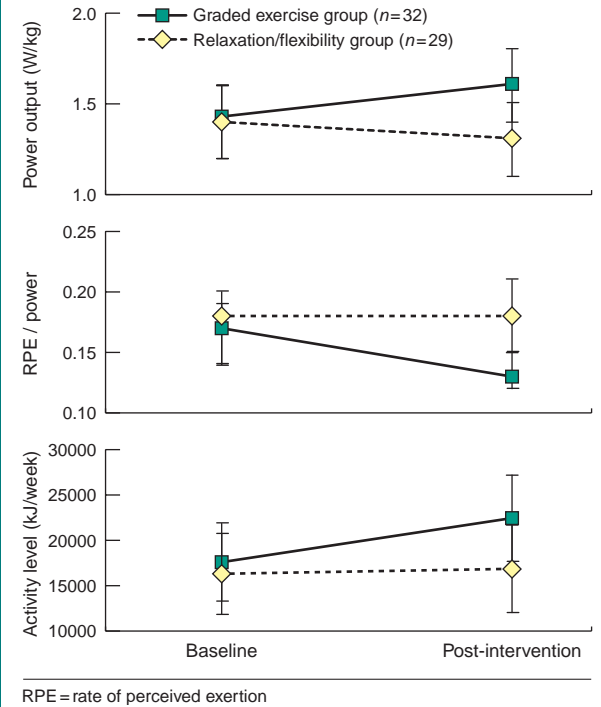 Graded exercise group (n=32)
Relaxation/flexibility group (n=29)
Power output (W/kg)
2.0
1.5
1.0
RPE / power
0.25
0.20
0.15
0.10
Activity level (kJ/week)
30000
25000
20000
15000
10000
Baseline Post-intervention
RPE=rate of perceived exertion